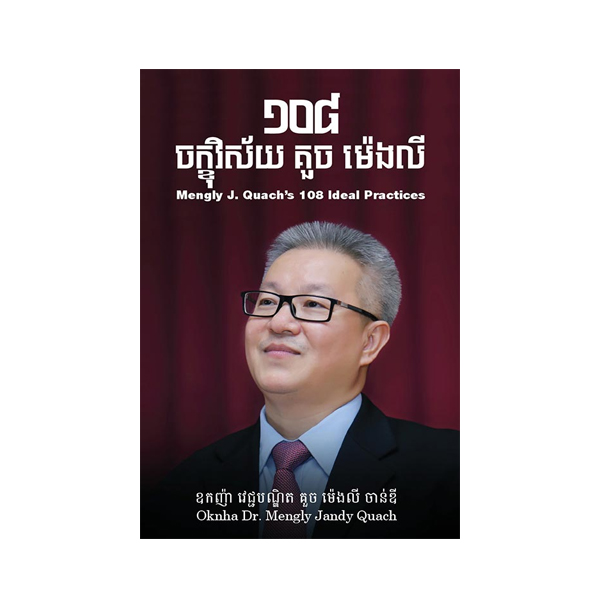 ១០៨
ចក្ខុវិស័យ គួច ម៉េងលី
Mengly J. Quach's 108 Ideal Practices
ឧកញ៉ា វេជ្ជបណ្ឌិត គួច ម៉េងលី ចាន់ឌី
Oknha Dr. Mengly Jandy Quach